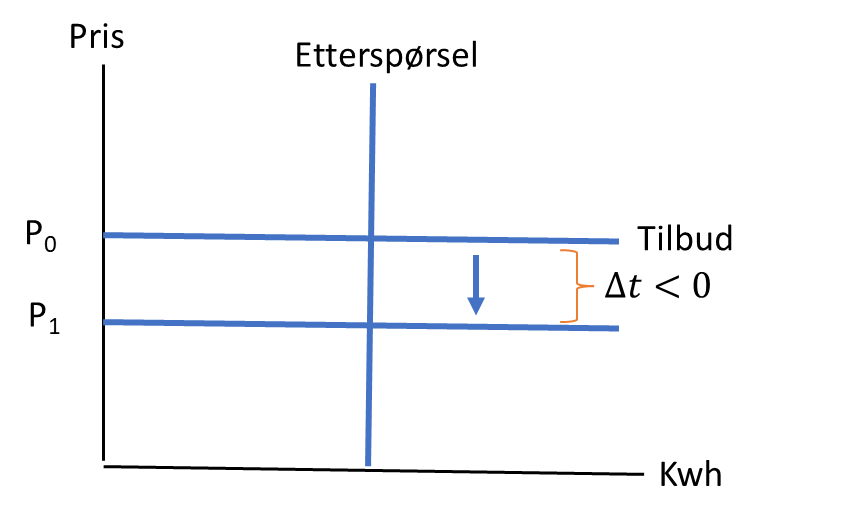 Pris
Etterspørsel
P₀
Tilbud
Δt < 0
P₁
Kwh